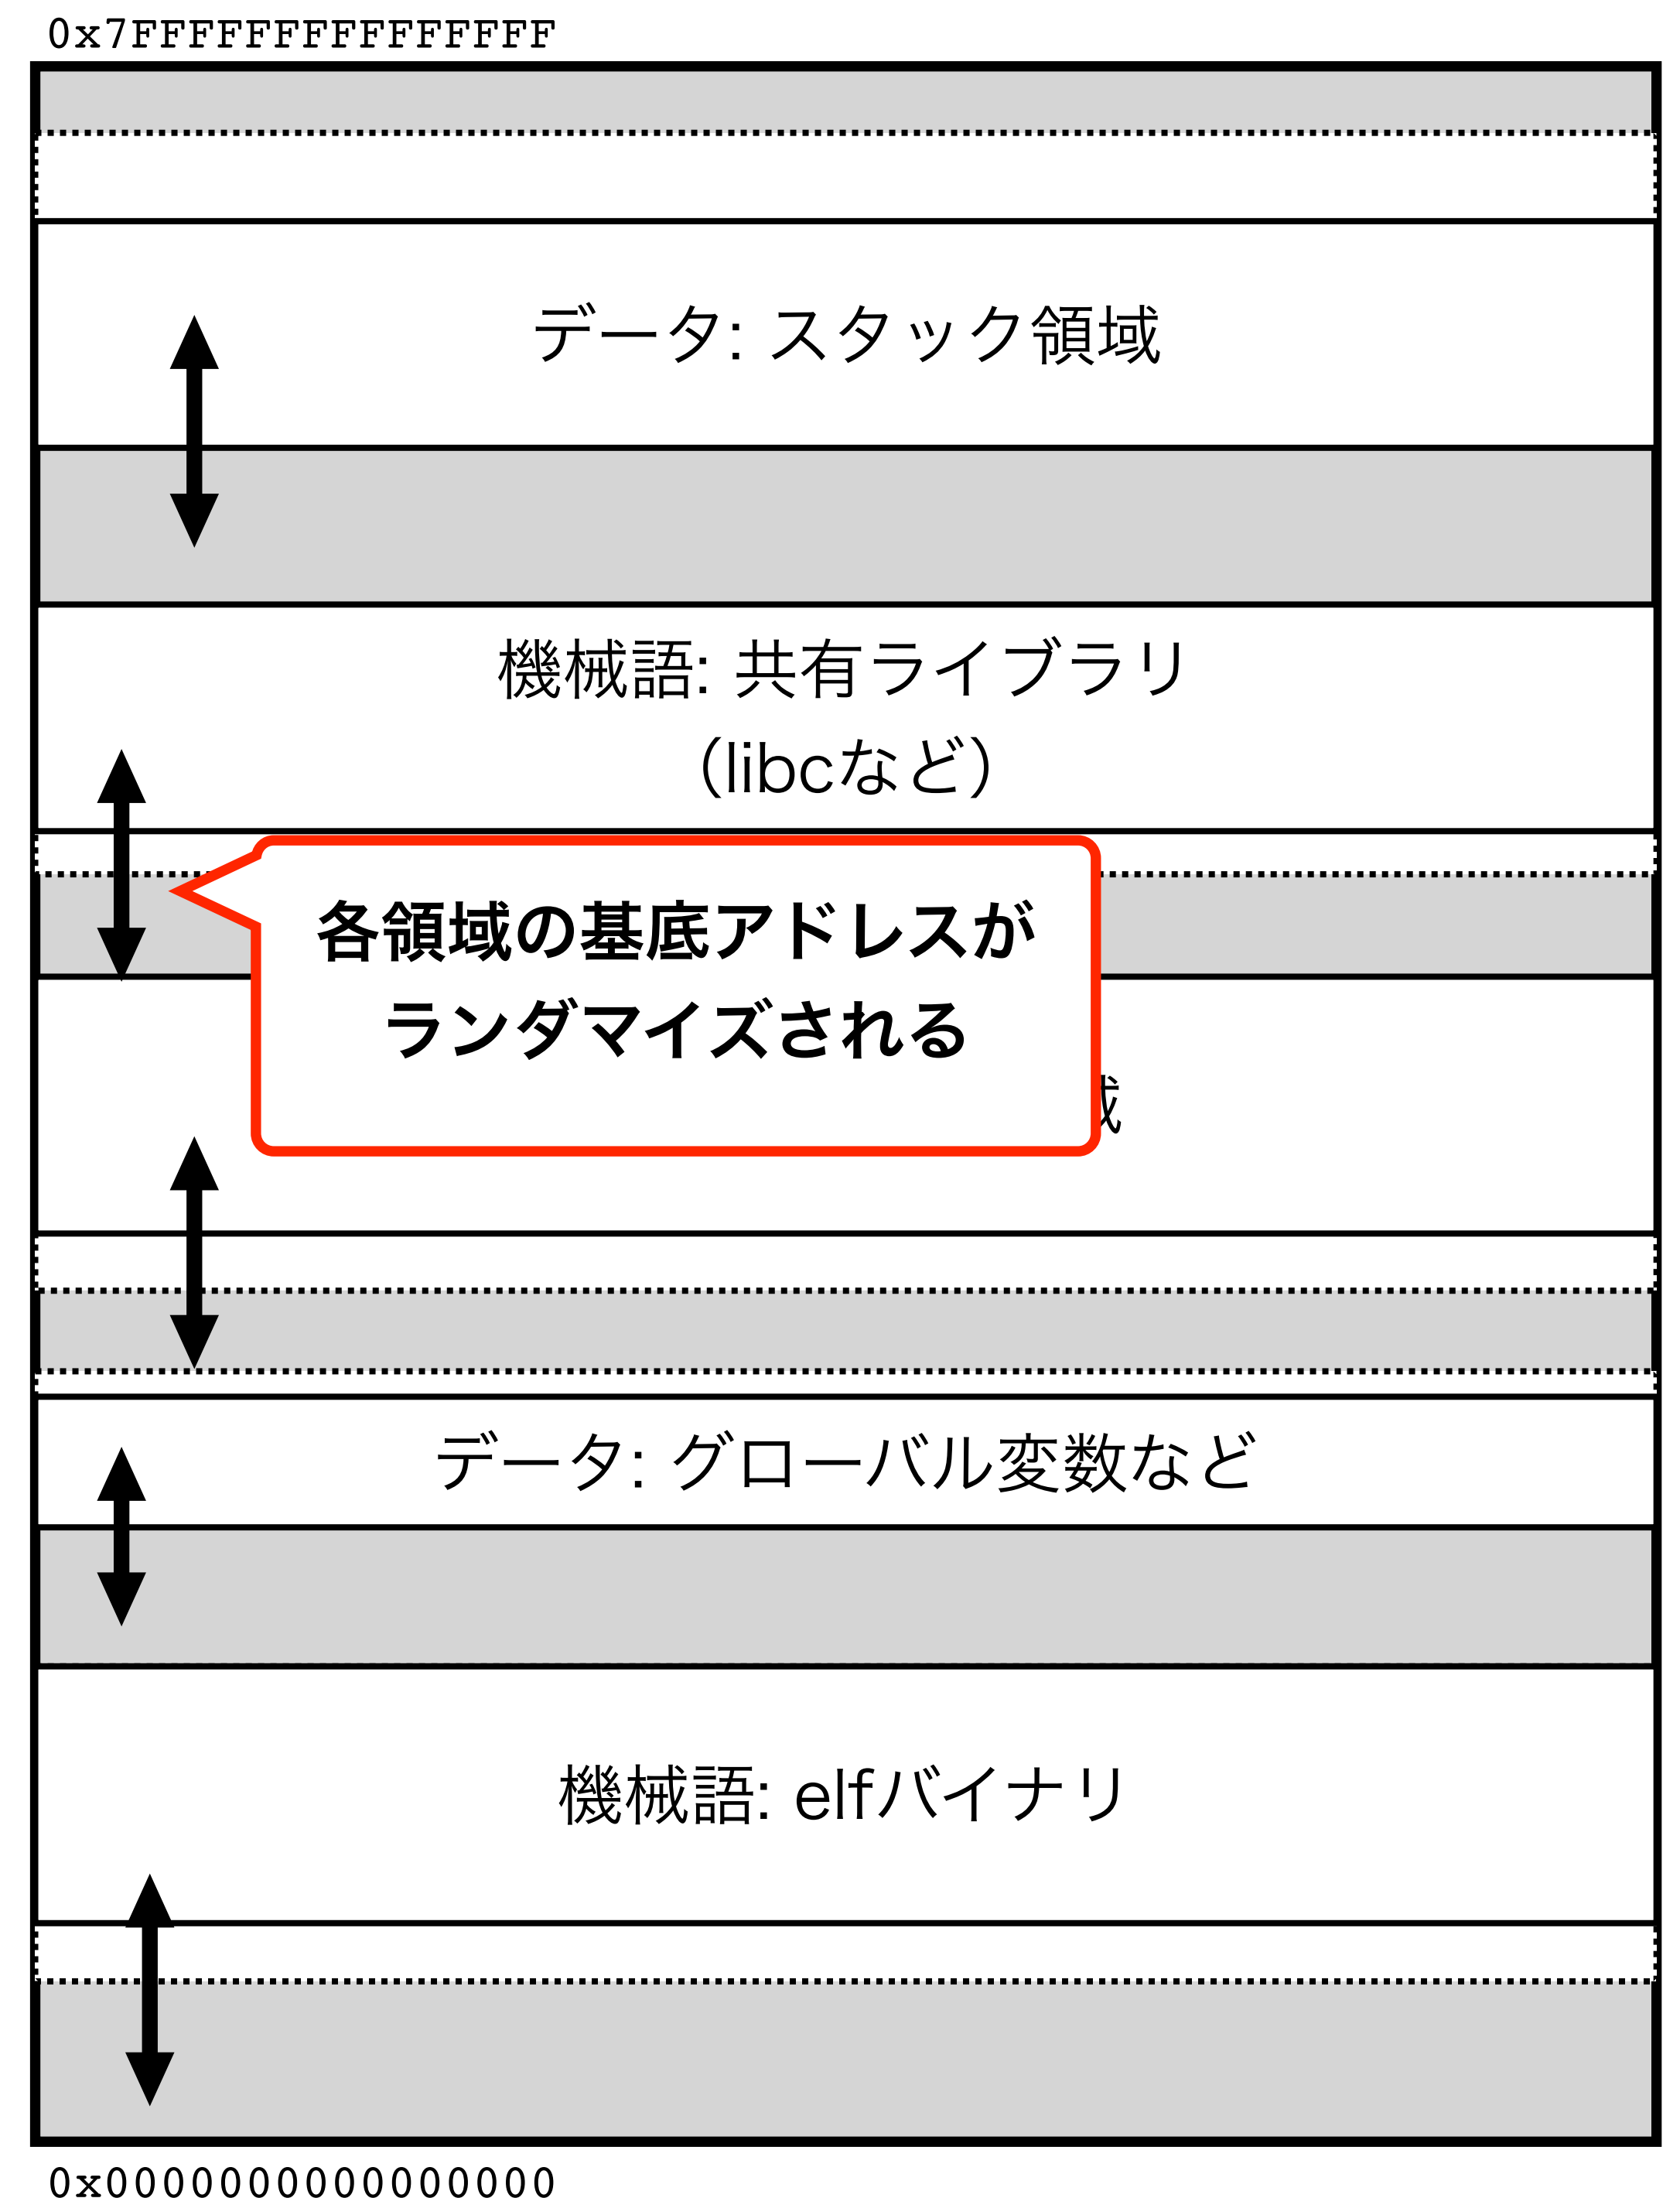 0x7FFFFFFFFFFFFFFF
データ: スタック領域
機械語: 共有ライブラリ
(libcなど)
各領域の基底アドレスが
ランダマイズされる
データ: グローバル変数など
機械語: elfバイナリ
0x0000000000000000